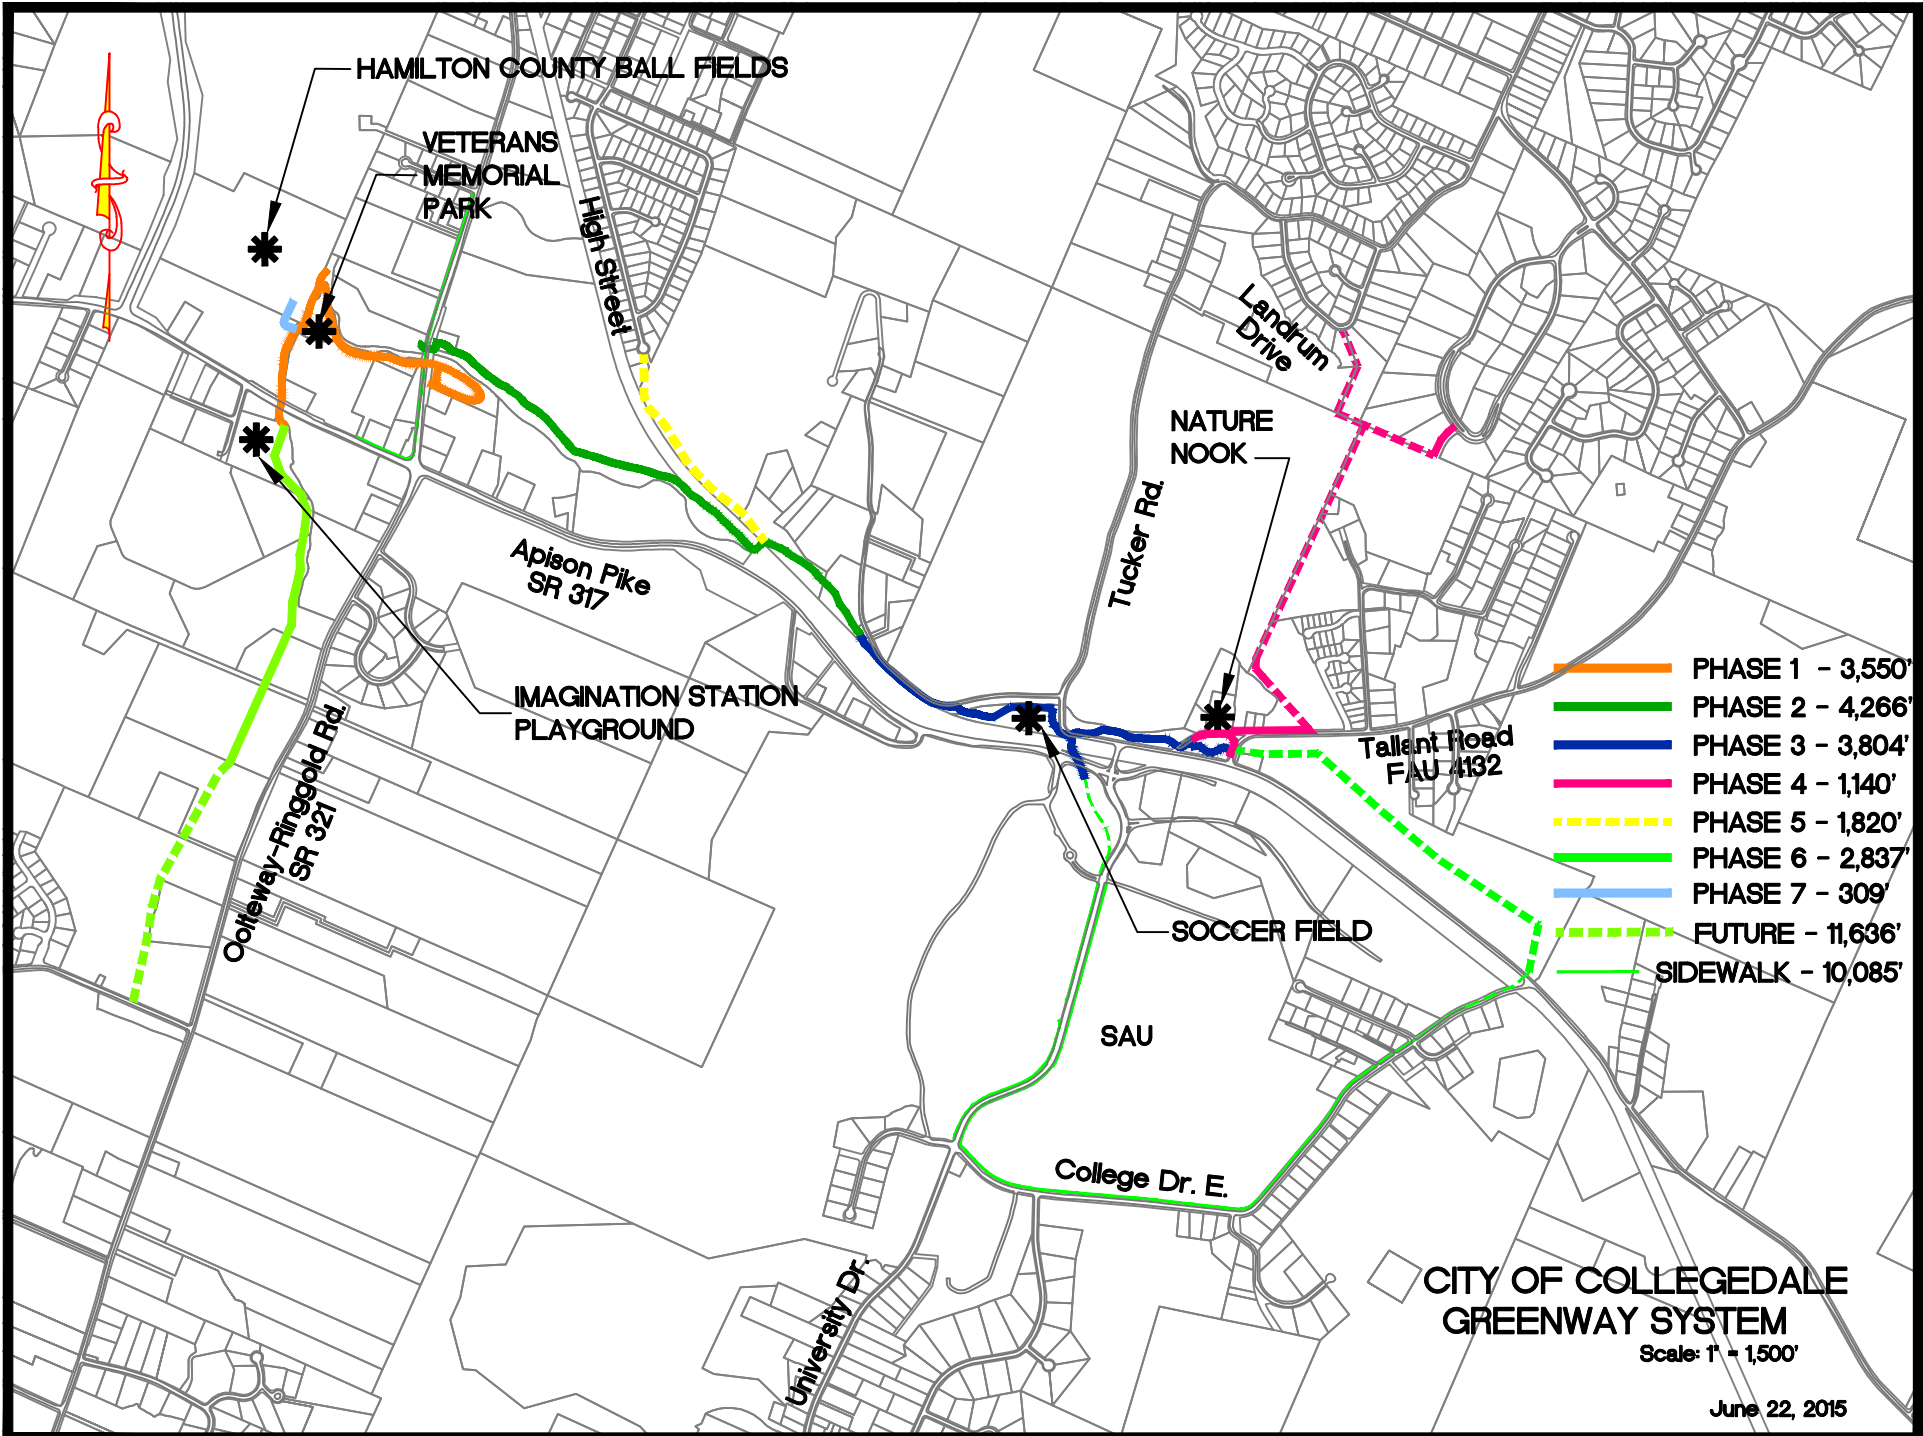 HAMILTON COUNTY BALL FIELDS
VETERANS
MEMORIAL
PARK
High Street
Landrum
Drive
NATURE
NOOK
Tucker Rd.
Apison Pike
SR 317
IMAGINATION STATION
PLAYGROUND
Oolteway-Ringgold Rd.
SR 321
Tallant Road
FAU 4132
PHASE 1 - 3,550'
PHASE 2 - 4,266'
PHASE 3 - 3,804'
PHASE 4 - 1,140'
PHASE 5 - 1,820'
PHASE 6 - 2,837'
PHASE 7 - 309'
FUTURE - 11,636'
SIDEWALK - 10,085'
SOCCER FIELD
SAU
College Dr. E.
University Dr.
CITY OF COLLEGEDALE
GREENWAY SYSTEM
Scale: 1" = 1,500'
June 22, 2015